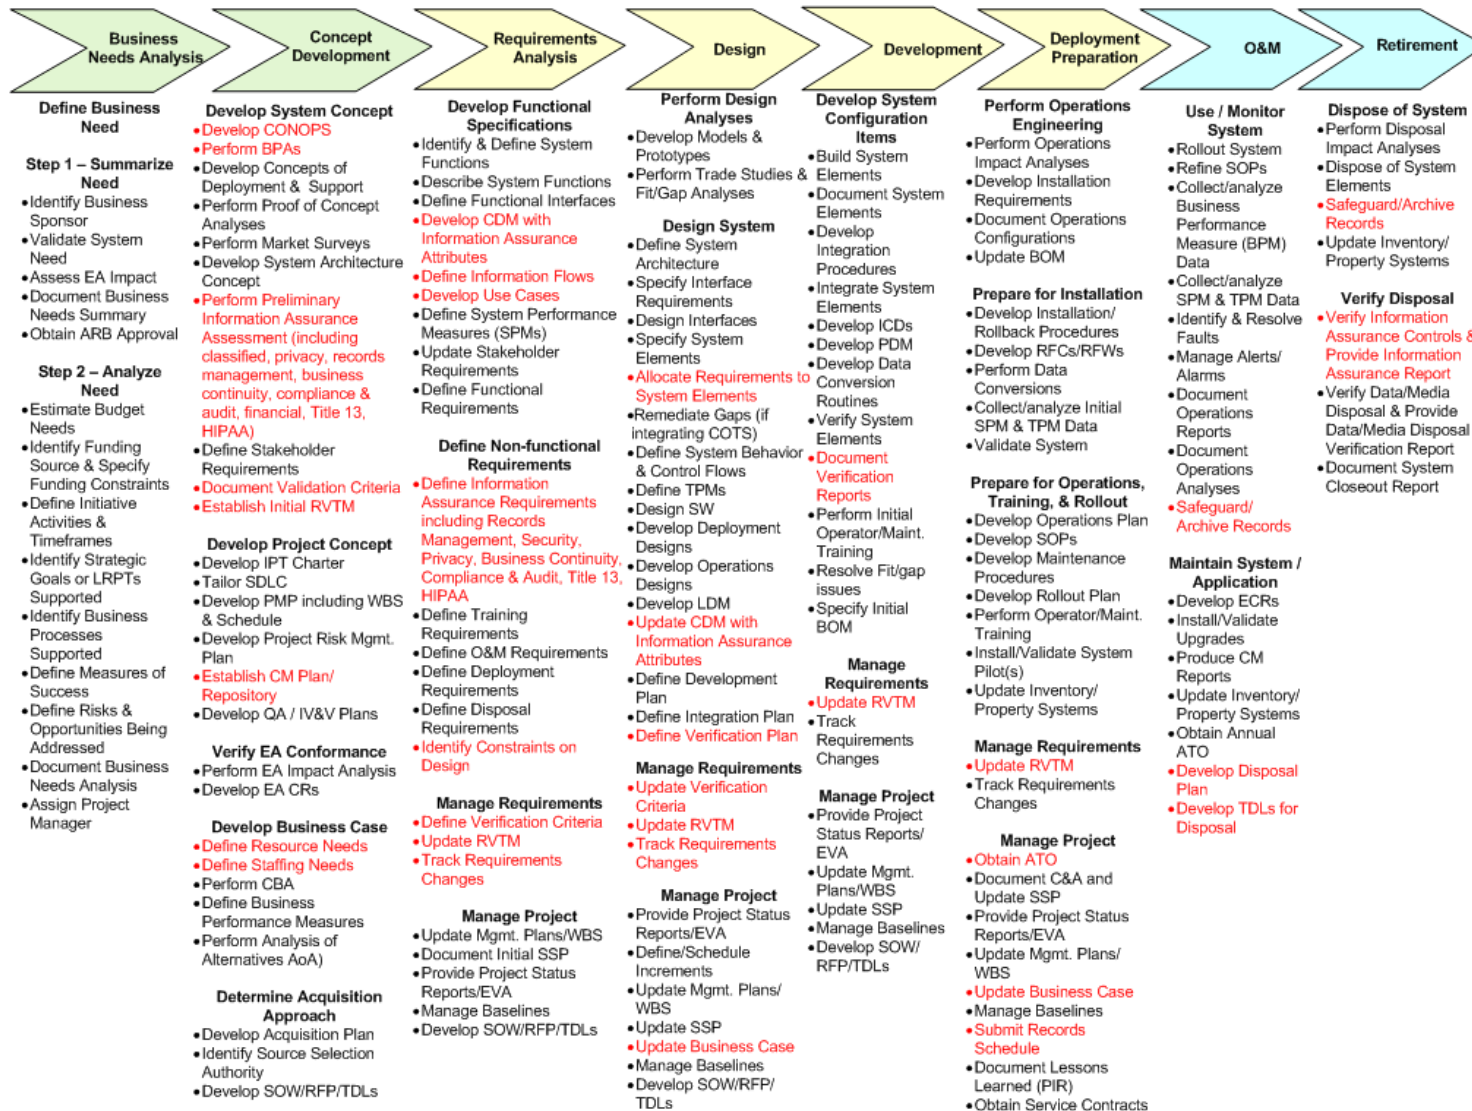 Business
Needs Analysis
Concept
Development
Requirements
Analysis
Design
Development
Deployment
Preparation
O&M
Retirement
Define Business
Need
Step 1 – Summarize
Need
•Identify Business
Sponsor
•Validate System
Need
•Assess EA Impact
•Document Business
Needs Summary
•Obtain ARB Approval
Step 2 – Analyze
Need
•Estimate Budget
Needs
•Identify Funding
Source & Specify
Funding Constraints
•Define Initiative
Activities &
Timeframes
•Identify Strategic
Goals or LRPTs
Supported
•Identify Business
Processes
Supported
•Define Measures of
Success
•Define Risks &
Opportunities Being
Addressed
•Document Business
Needs Analysis
•Assign Project
Manager
Develop System Concept
•Develop CONOPS
•Perform BPAs
•Develop Concepts of
Deployment & Support
•Perform Proof of Concept
Analyses
•Perform Market Surveys
•Develop System Architecture
Concept
•Perform Preliminary
Information Assurance
Assessment (including
classified, privacy, records
management, business
continuity, compliance &
audit, financial, Title 13,
HIPAA)
•Define Stakeholder
Requirements
•Document Validation Criteria
•Establish Initial RVTM
Develop Project Concept
•Develop IPT Charter
•Tailor SDLC
•Develop PMP including WBS
& Schedule
•Develop Project Risk Mgmt.
Plan
•Establish CM Plan/
Repository
•Develop QA / IV&V Plans
Verify EA Conformance
•Perform EA Impact Analysis
•Develop EA CRs
Develop Business Case
•Define Resource Needs
•Define Staffing Needs
•Perform CBA
•Define Business
Performance Measures
•Perform Analysis of
Alternatives AoA)
Determine Acquisition
Approach
•Develop Acquisition Plan
•Identify Source Selection
Authority
•Develop SOW/RFP/TDLs
Develop Functional
Specifications
•Identify & Define System
Functions
•Describe System Functions
•Define Functional Interfaces
•Develop CDM with
Information Assurance
Attributes
•Define Information Flows
•Develop Use Cases
•Define System Performance
Measures (SPMs)
•Update Stakeholder
Requirements
•Define Functional
Requirements
Define Non-functional
Requirements
•Define Information
Assurance Requirements
including Records
Management, Security,
Privacy, Business Continuity,
Compliance & Audit, Title 13,
HIPAA
•Define Training
Requirements
•Define O&M Requirements
•Define Deployment
Requirements
•Define Disposal
Requirements
•Identify Constraints on
Design
Manage Requirements
•Define Verification Criteria
•Update RVTM
•Track Requirements
Changes
Manage Project
•Update Mgmt. Plans/WBS
•Document Initial SSP
•Provide Project Status
Reports/EVA
•Manage Baselines
•Develop SOW/RFP/TDLs
Perform Design
Analyses
•Develop Models &
Prototypes
•Perform Trade Studies &
Fit/Gap Analyses
Design System
•Define System
Architecture
•Specify Interface
Requirements
•Design Interfaces
•Specify System
Elements
•Allocate Requirements to
System Elements
•Remediate Gaps (if
integrating COTS)
•Define System Behavior
& Control Flows
•Define TPMs
•Design SW
•Develop Deployment
Designs
•Develop Operations
Designs
•Develop LDM
•Update CDM with
Information Assurance
Attributes
•Define Development
Plan
•Define Integration Plan
•Define Verification Plan
Manage Requirements
•Update Verification
Criteria
•Update RVTM
•Track Requirements
Changes
Manage Project
•Provide Project Status
Reports/EVA
•Define/Schedule
Increments
•Update Mgmt. Plans/
WBS
•Update SSP
•Update Business Case
•Manage Baselines
•Develop SOW/RFP/
TDLs
Develop System
Configuration
Items
•Build System
Elements
•Document System
Elements
•Develop
Integration
Procedures
•Integrate System
Elements
•Develop ICDs
•Develop PDM
•Develop Data
Conversion
Routines
•Verify System
Elements
•Document
Verification
Reports
•Perform Initial
Operator/Maint.
Training
•Resolve Fit/gap
issues
•Specify Initial
BOM
Manage
Requirements
•Update RVTM
•Track
Requirements
Changes
Manage Project
•Provide Project
Status Reports/
EVA
•Update Mgmt.
Plans/WBS
•Update SSP
•Manage Baselines
•Develop SOW/
RFP/TDLs
Perform Operations
Engineering
•Perform Operations
Impact Analyses
•Develop Installation
Requirements
•Document Operations
Configurations
•Update BOM
Prepare for Installation
•Develop Installation/
Rollback Procedures
•Develop RFCs/RFWs
•Perform Data
Conversions
•Collect/analyze Initial
SPM & TPM Data
•Validate System
Prepare for Operations,
Training, & Rollout
•Develop Operations Plan
•Develop SOPs
•Develop Maintenance
Procedures
•Develop Rollout Plan
•Perform Operator/Maint.
Training
•Install/Validate System
Pilot(s)
•Update Inventory/
Property Systems
Manage Requirements
•Update RVTM
•Track Requirements
Changes
Manage Project
•Obtain ATO
•Document C&A and
Update SSP
•Provide Project Status
Reports/EVA
•Update Mgmt. Plans/
WBS
•Update Business Case
•Manage Baselines
•Submit Records
Schedule
•Document Lessons
Learned (PIR)
•Obtain Service Contracts
Use / Monitor
System
•Rollout System
•Refine SOPs
•Collect/analyze
Business
Performance
Measure (BPM)
Data
•Collect/analyze
SPM & TPM Data
•Identify & Resolve
Faults
•Manage Alerts/
Alarms
•Document
Operations
Reports
•Document
Operations
Analyses
•Safeguard/
Archive Records
Maintain System /
Application
•Develop ECRs
•Install/Validate
Upgrades
•Produce CM
Reports
•Update Inventory/
Property Systems
•Obtain Annual
ATO
•Develop Disposal
Plan
•Develop TDLs for
Disposal
Dispose of System
•Perform Disposal
Impact Analyses
•Dispose of System
Elements
•Safeguard/Archive
Records
•Update Inventory/
Property Systems
Verify Disposal
•Verify Information
Assurance Controls &
Provide Information
Assurance Report
•Verify Data/Media
Disposal & Provide
Data/Media Disposal
Verification Report
•Document System
Closeout Report